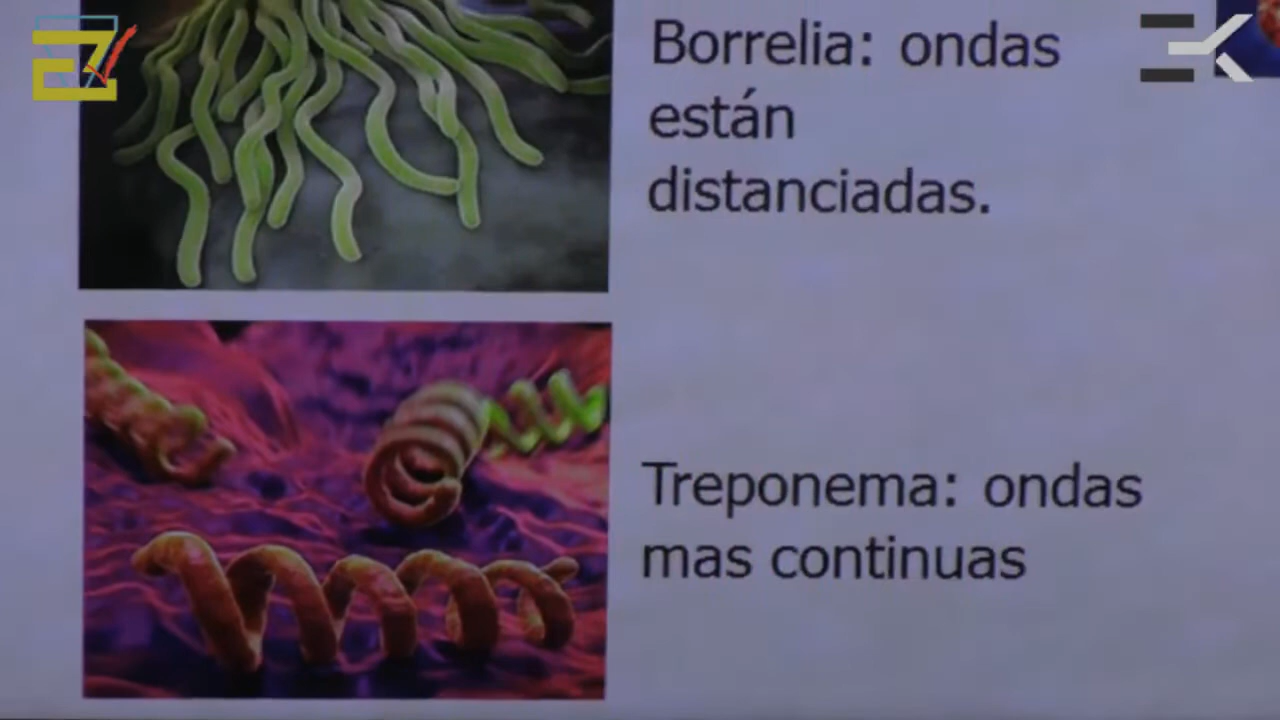 Borrelia: ondas
están
distanciadas.
Treponema: ondas
mas continuas